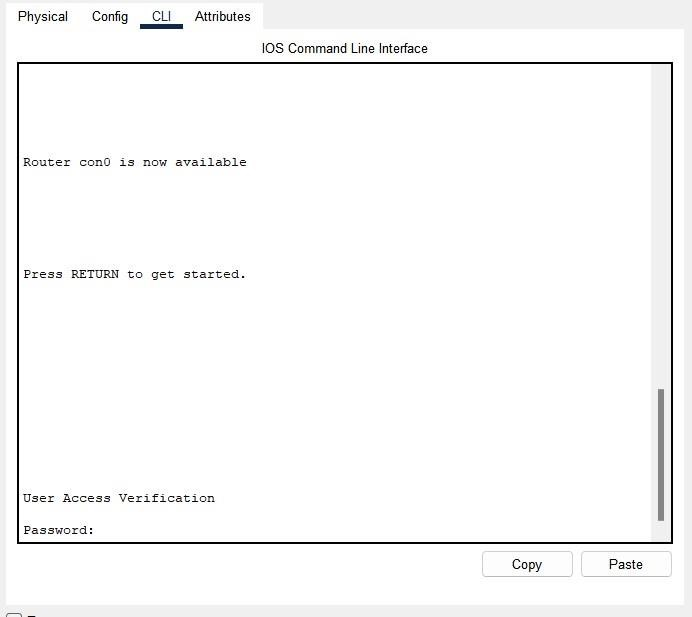 Physical Config CLI Attributes
IOS Command Line Interface
Router con0 is now available
Press RETURN to get started.
User Access Verification
Password:
Copy Paste